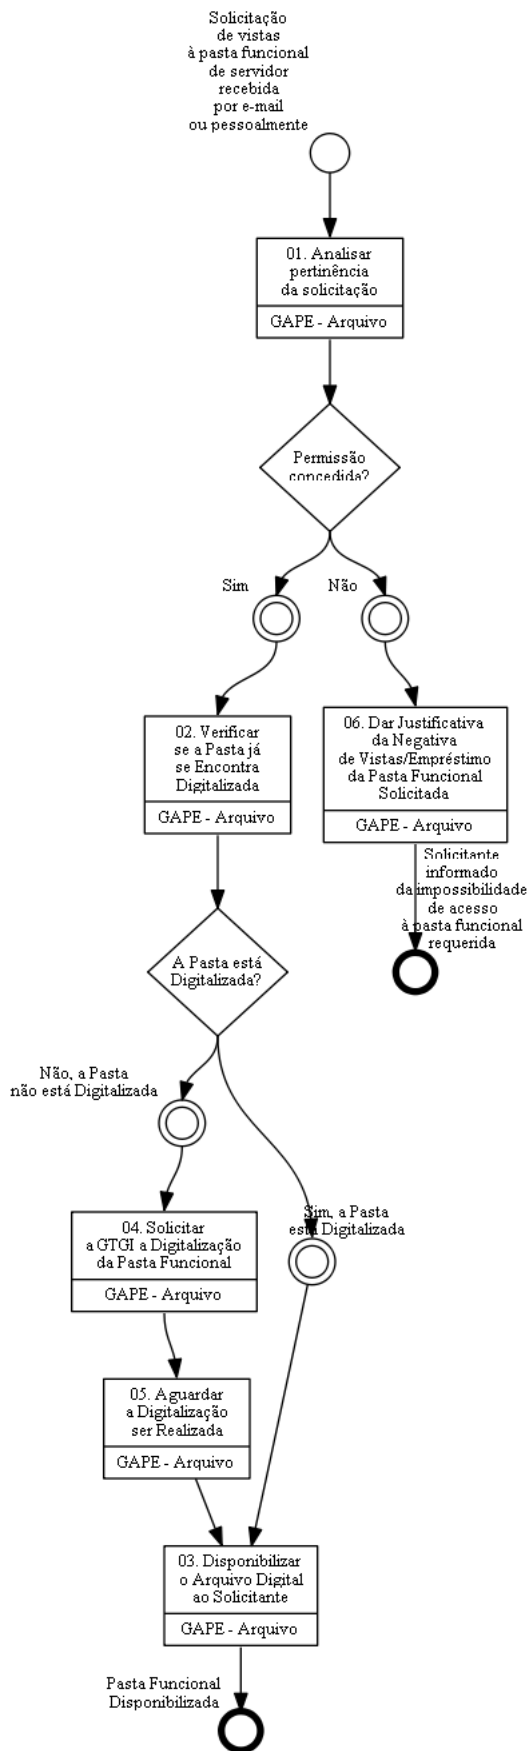 Solicitação
de vistas
à pasta funcional
de servidor
recebida
por e-mail
ou pessoalmente
01. Analisar
pertinência
da solicitação
GAPE - Arquivo
Permissão
concedida?
Sim
Não
02. Verificar
se a Pasta já
se Encontra
Digitalizada
GAPE - Arquivo
06. Dar Justificativa
da Negativa
de Vistas/Empréstimo
da Pasta Funcional
Solicitada
GAPE - Arquivo
Solicitante
informado
da impossibilidade
de acesso
à pasta funcional
requerida
A Pasta está
Digitalizada?
Não, a Pasta
não está Digitalizada
Sim, a Pasta
está Digitalizada
04. Solicitar
a GTGI a Digitalização
da Pasta Funcional
GAPE - Arquivo
05. Aguardar
a Digitalização
ser Realizada
GAPE - Arquivo
03. Disponibilizar
o Arquivo Digital
ao Solicitante
GAPE - Arquivo
Pasta Funcional
Disponibilizada